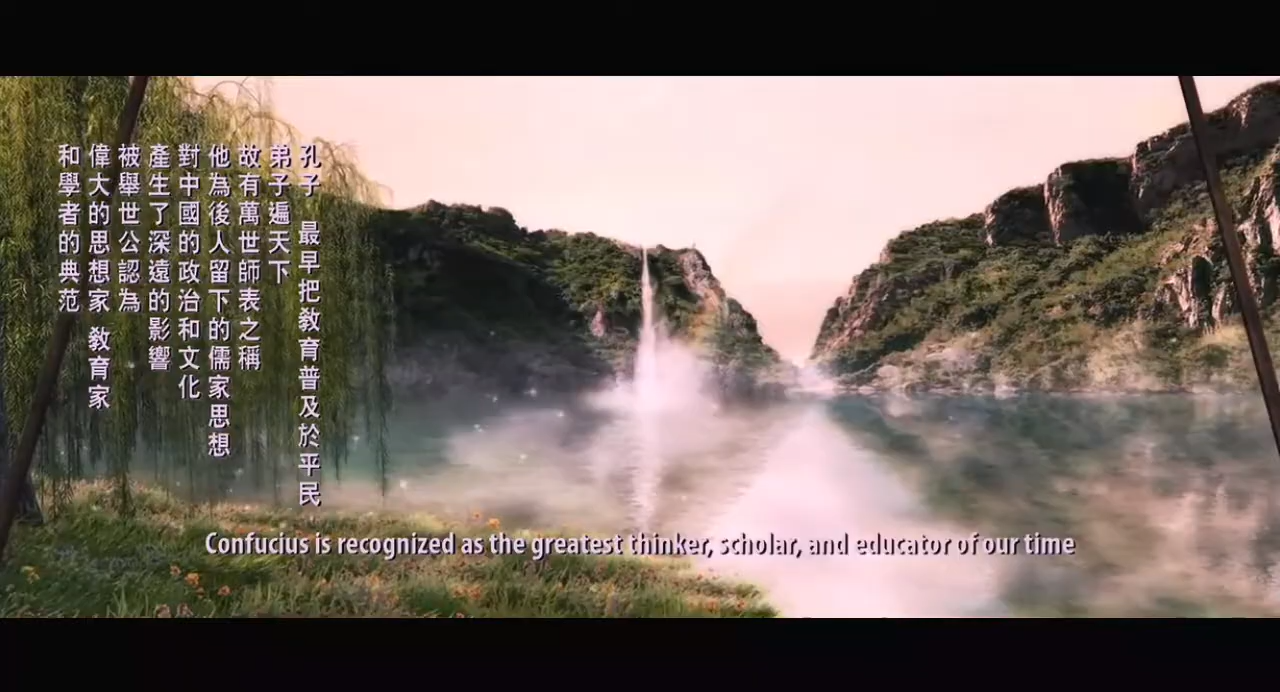 孔子 最早把教育普及於平民
弟子遍天下
故有萬世師表之稱
他為後人留下的儒家思想
對中國的政治和文化
產生了深遠的影響
被舉世公認為
偉大的思想家 教育家
和學者的典范
Confucius is recognized as the greatest thinker, scholar, and educator of our time